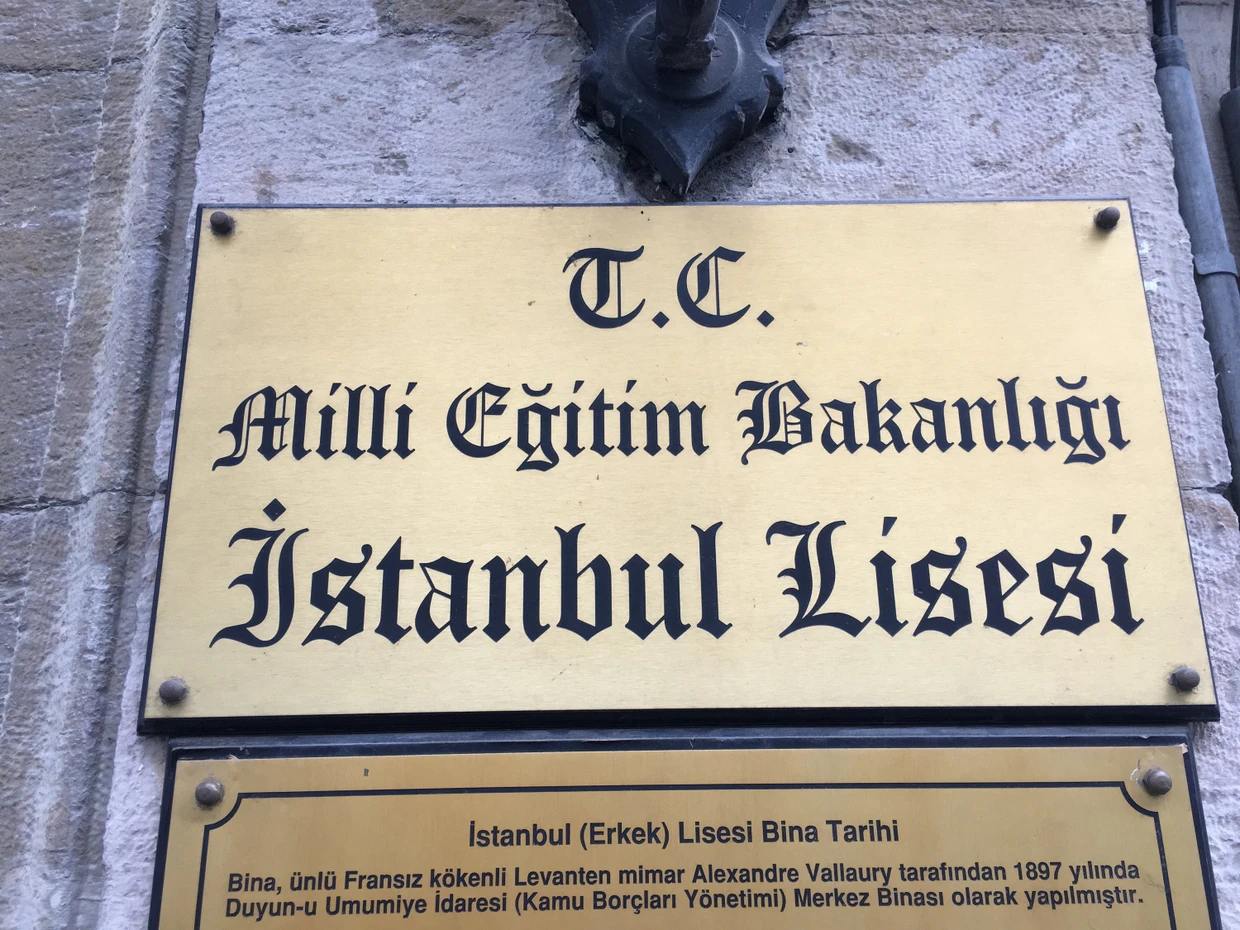 T.C.
Milli Eğitim Bakanlığı
İstanbul Lisesi
İstanbul (Erkek) Lisesi Bina Tarihi
Bina, ünlü Fransız kökenli Levanten mimar Alexandre Vallaury tarafından 1897 yılında
Duyun-u Umumiye İdaresi (Kamu Borçları Yönetimi) Merkez Binası olarak yapılmıştır.